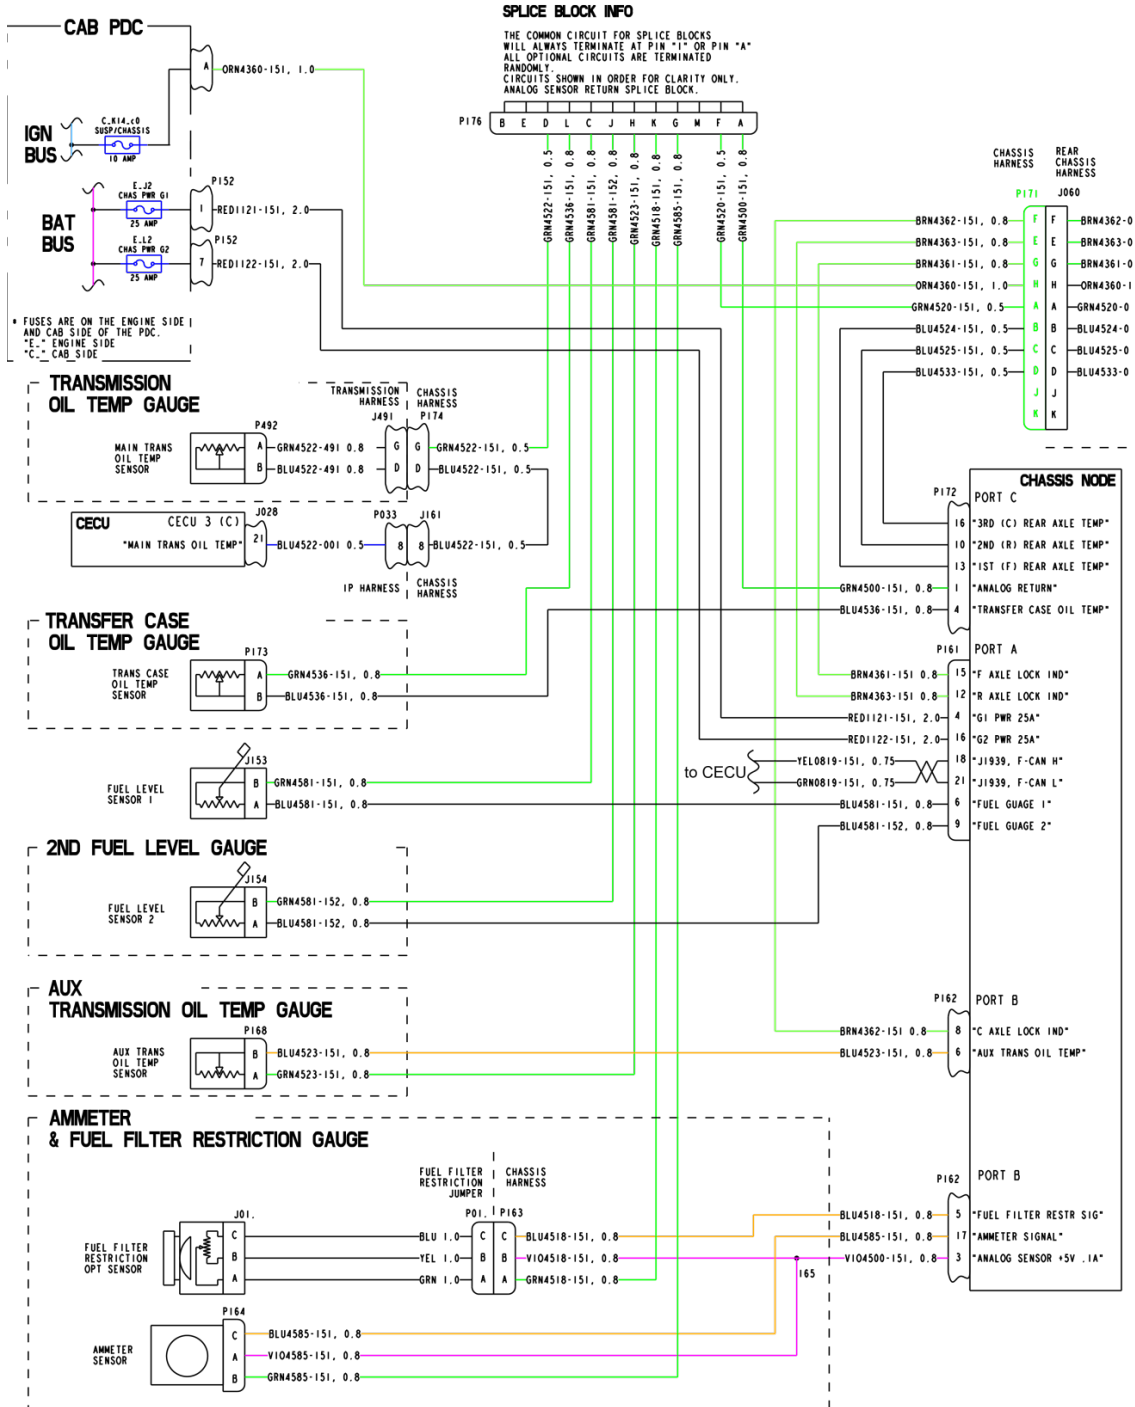 SPLICE BLOCK INFO
THE COMMON CIRCUIT FOR SPLICE BLOCKS
WILL ALWAYS TERMINATE AT PIN "1" OR PIN "A"
ALL OPTIONAL CIRCUITS ARE TERMINATED
RANDOMLY.
CIRCUITS SHOWN IN ORDER FOR CLARITY ONLY.
ANALOG SENSOR RETURN SPLICE BLOCK.
P176
B E D L C J H K G M F A
GRN4522-151, 0.5
GRN4536-151, 0.8
GRN4581-151, 0.8
GRN4581-152, 0.8
GRN4523-151, 0.8
GRN4518-151, 0.8
GRN4585-151, 0.8
GRN4520-151, 0.5
GRN4500-151, 0.8
CAB PDC
A
ORN4360-151, 1.0
C_K14_c0
SUSP/CHASSIS
10 AMP
IGN
BUS
E_J2
CHAS PWR G1
25 AMP
P152
1
RED1121-151, 2.0
BAT
BUS
E_L2
CHAS PWR G2
25 AMP
P152
7
RED1122-151, 2.0
* FUSES ARE ON THE ENGINE SIDE
AND CAB SIDE OF THE PDC.
"E_" ENGINE SIDE
"C_" CAB SIDE
CHASSIS
HARNESS
REAR
CHASSIS
HARNESS
P171
J060
BRN4362-151, 0.8 F F BRN4362-0
BRN4363-151, 0.8 E E BRN4363-0
BRN4361-151, 0.8 G G BRN4361-0
ORN4360-151, 1.0 H H ORN4360-1
GRN4520-151, 0.5 A A GRN4520-0
BLU4524-151, 0.5 B B BLU4524-0
BLU4525-151, 0.5 C C BLU4525-0
BLU4533-151, 0.5 D D BLU4533-0
J J
K K
TRANSMISSION
OIL TEMP GAUGE
TRANSMISSION
HARNESS
CHASSIS
HARNESS
P492
J491
P174
MAIN TRANS
OIL TEMP
SENSOR
A GRN4522-491 0.8 G G GRN4522-151, 0.5
B BLU4522-491 0.8 D D BLU4522-151, 0.5
CECU
CECU 3 (C)
"MAIN TRANS OIL TEMP"
J028
21
BLU4522-001 0.5
P033
J161
8 8
BLU4522-151, 0.5
IP HARNESS
CHASSIS
HARNESS
TRANSFER CASE
OIL TEMP GAUGE
P173
TRANS CASE
OIL TEMP
SENSOR
A GRN4536-151, 0.8
B BLU4536-151, 0.8
J153
FUEL LEVEL
SENSOR 1
B GRN4581-151, 0.8
A BLU4581-151, 0.8
2ND FUEL LEVEL GAUGE
J154
FUEL LEVEL
SENSOR 2
B GRN4581-152, 0.8
A BLU4581-152, 0.8
AUX
TRANSMISSION OIL TEMP GAUGE
P168
AUX TRANS
OIL TEMP
SENSOR
B BLU4523-151, 0.8
A GRN4523-151, 0.8
AMMETER
& FUEL FILTER RESTRICTION GAUGE
FUEL FILTER
RESTRICTION
JUMPER
CHASSIS
HARNESS
J01.
P01.
P163
FUEL FILTER
RESTRICTION
OPT SENSOR
C BLU 1.0 C C BLU4518-151, 0.8
B YEL 1.0 B B VIO4518-151, 0.8
A GRN 1.0 A A GRN4518-151, 0.8
P164
AMMETER
SENSOR
C BLU4585-151, 0.8
A VIO4585-151, 0.8
B GRN4585-151, 0.8
CHASSIS NODE
P172
PORT C
16 "3RD (C) REAR AXLE TEMP"
10 "2ND (R) REAR AXLE TEMP"
13 "1ST (F) REAR AXLE TEMP"
GRN4500-151, 0.8 1 "ANALOG RETURN"
BLU4536-151, 0.8 4 "TRANSFER CASE OIL TEMP"
P161
PORT A
BRN4361-151 0.8 15 "F AXLE LOCK IND"
BRN4363-151 0.8 12 "R AXLE LOCK IND"
RED1121-151, 2.0 4 "G1 PWR 25A"
RED1122-151, 2.0 16 "G2 PWR 25A"
to CECU
YEL0819-151, 0.75 18 "J1939, F-CAN H"
GRN0819-151, 0.75 21 "J1939, F-CAN L"
BLU4581-151, 0.8 6 "FUEL GUAGE 1"
BLU4581-152, 0.8 9 "FUEL GUAGE 2"
P162
PORT B
BRN4362-151 0.8 8 "C AXLE LOCK IND"
BLU4523-151, 0.8 6 "AUX TRANS OIL TEMP"
P162
PORT B
BLU4518-151, 0.8 5 "FUEL FILTER RESTR SIG"
BLU4585-151, 0.8 17 "AMMETER SIGNAL"
VIO4500-151, 0.8 3 "ANALOG SENSOR +5V .1A"
165